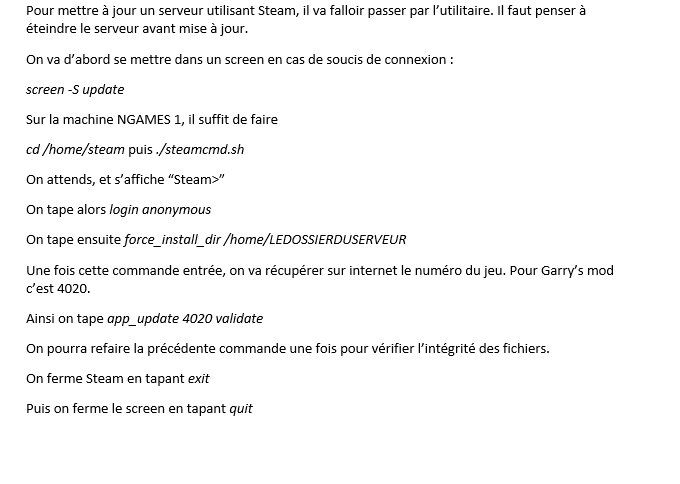 Pour mettre à jour un serveur utilisant Steam, il va falloir passer par l’utilitaire. Il faut penser à
éteindre le serveur avant mise à jour.
On va d’abord se mettre dans un screen en cas de soucis de connexion :
screen -S update
Sur la machine NGAMES 1, il suffit de faire
cd /home/steam puis ./steamcmd.sh
On attends, et s’affiche “Steam>”
On tape alors login anonymous
On tape ensuite force_install_dir /home/LEDOSSIERDUSERVEUR
Une fois cette commande entrée, on va récupérer sur internet le numéro du jeu. Pour Garry’s mod
c’est 4020.
Ainsi on tape app_update 4020 validate
On pourra refaire la précédente commande une fois pour vérifier l’intégrité des fichiers.
On ferme Steam en tapant exit
Puis on ferme le screen en tapant quit